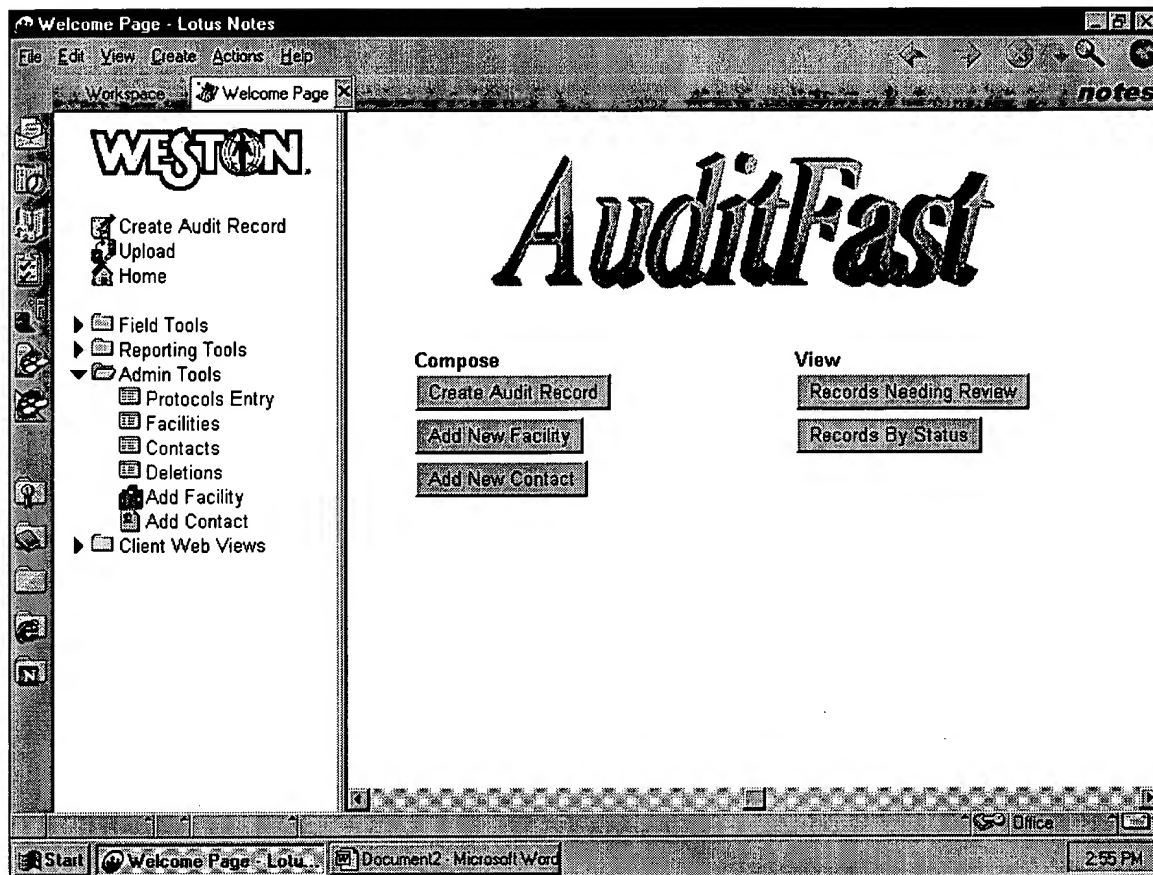 Welcome Page - Lotus Notes
File Edit View Create Actions Help
Workspace Welcome Page notes
WESTON.
Create Audit Record
Upload
Home
Field Tools
Reporting Tools
Admin Tools
Protocols Entry
Facilities
Contacts
Deletions
Add Facility
Add Contact
Client Web Views
AuditFast
Compose
Create Audit Record
Add New Facility
Add New Contact
View
Records Needing Review
Records By Status
Office
Start Welcome Page - Lotu... Document2 - Microsoft Word 2:55 PM